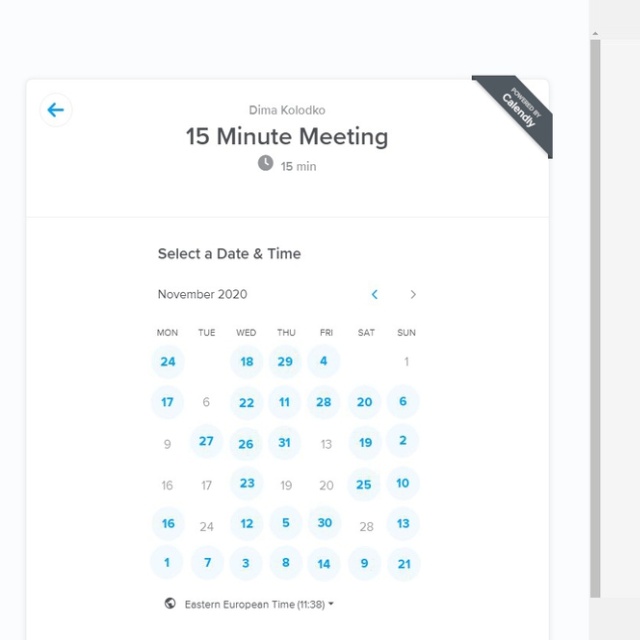 POWERED BY
Calendly
Dima Kolodko
15 Minute Meeting
15 min
Select a Date & Time
November 2020
MON TUE WED THU FRI SAT SUN
24 18 29 4 1
17 6 22 11 28 20 6
9 27 26 31 13 19 2
16 17 23 19 20 25 10
16 24 12 5 30 28 13
1 7 3 8 14 9 21
Eastern European Time (11:38)